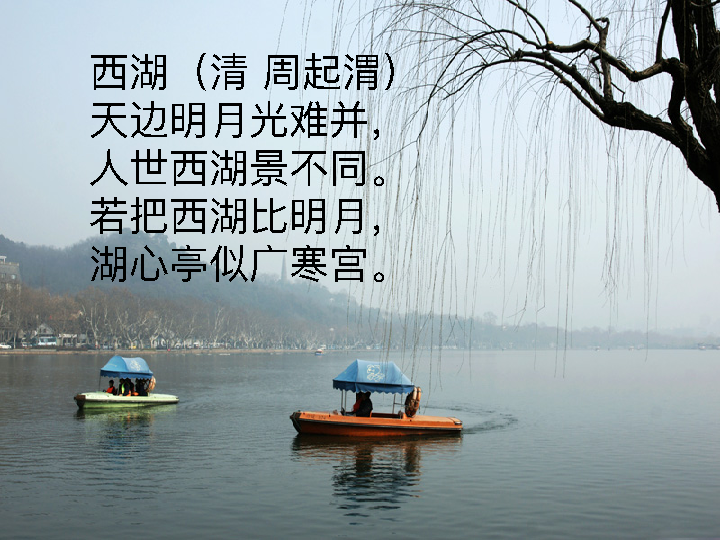 西湖（清 周起渭）
天边明月光难并，
人世西湖景不同。
若把西湖比明月，
湖心亭似广寒宫。